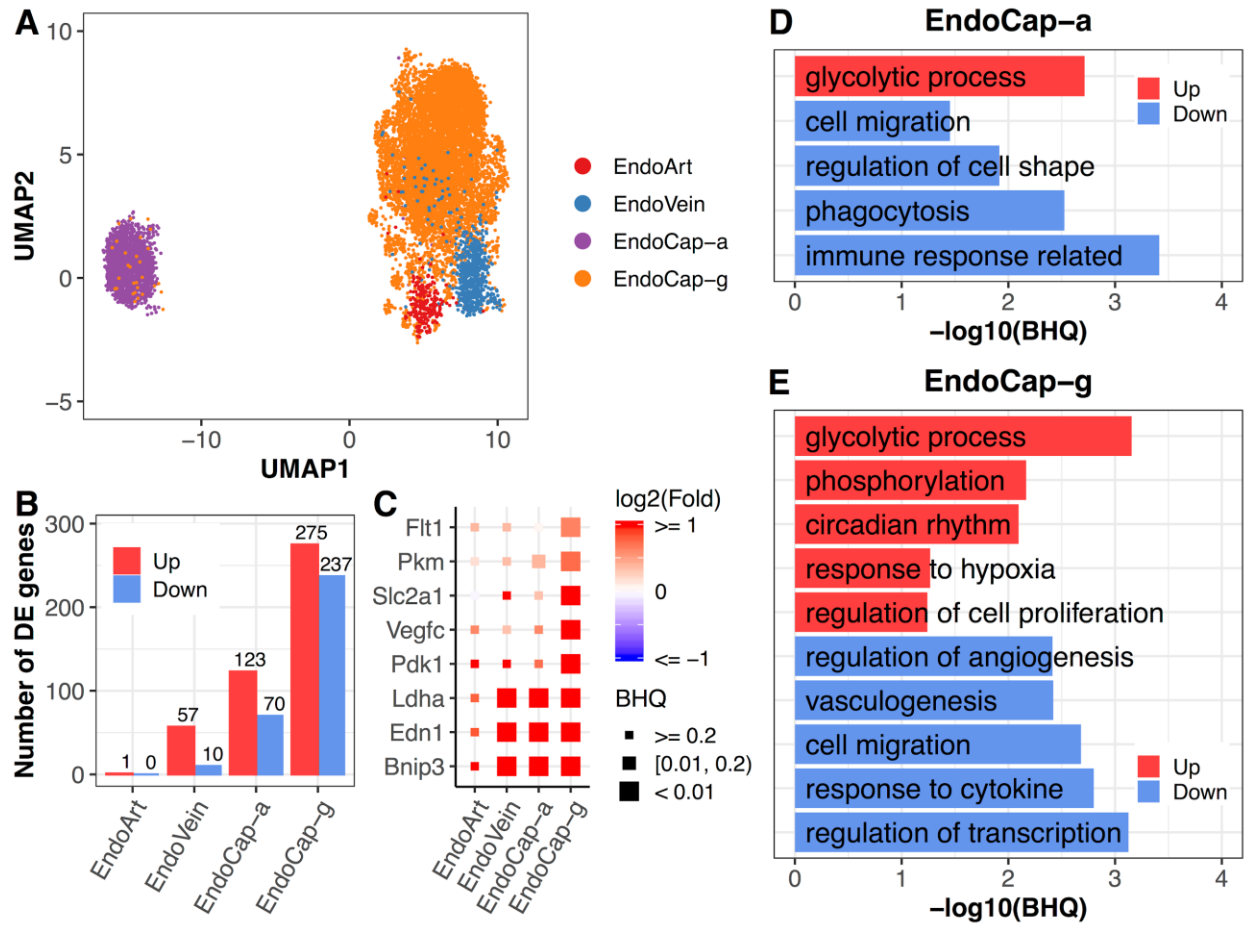 A
UMAP2
10
5
0
−5
−10
0
10
UMAP1
EndoArt
EndoVein
EndoCap−a
EndoCap−g
B
Number of DE genes
300
200
100
0
Up
Down
1
0
57
10
123
70
275
237
EndoArt
EndoVein
EndoCap−a
EndoCap−g
C
Flt1
Pkm
Slc2a1
Vegfc
Pdk1
Ldha
Edn1
Bnip3
EndoArt
EndoVein
EndoCap−a
EndoCap−g
log2(Fold)
>= 1
0
<= −1
BHQ
>= 0.2
[0.01, 0.2)
< 0.01
D
EndoCap−a
glycolytic process
cell migration
regulation of cell shape
phagocytosis
immune response related
Up
Down
0
1
2
3
4
−log10(BHQ)
E
EndoCap−g
glycolytic process
phosphorylation
circadian rhythm
response to hypoxia
regulation of cell proliferation
regulation of angiogenesis
vasculogenesis
cell migration
response to cytokine
regulation of transcription
Up
Down
0
1
2
3
4
−log10(BHQ)